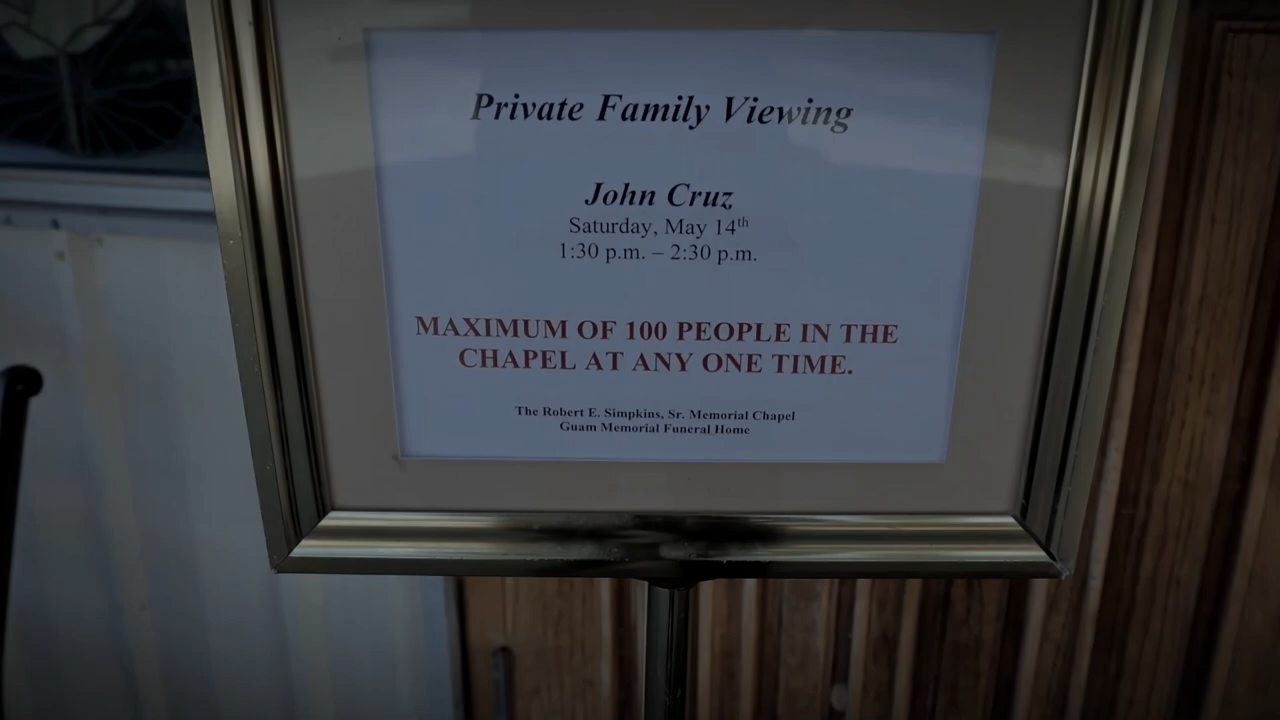 Private Family Viewing
John Cruz
Saturday, May 14th
1:30 p.m. – 2:30 p.m.
MAXIMUM OF 100 PEOPLE IN THE
CHAPEL AT ANY ONE TIME.
The Robert E. Simpkins, Sr. Memorial Chapel
Guam Memorial Funeral Home